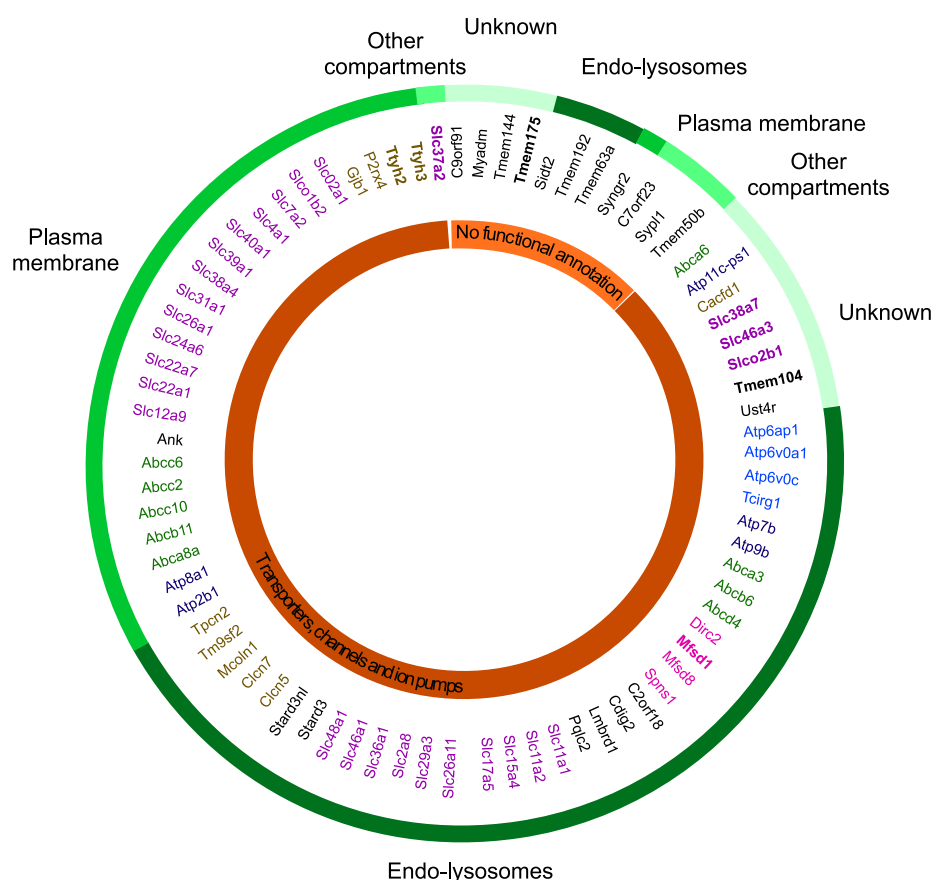 Unknown
Other
compartments
Endo-lysosomes
Plasma membrane
Other
compartments
Unknown
Plasma
membrane
Endo-lysosomes
No functional annotation
Transporters, channels and ion pumps
C9orf91
Myadm
Tmem144
Tmem175
Sidt2
Tmem192
Tmem63a
Syngr2
C7orf23
Sypl1
Tmem50b
Abca6
Atp11c-ps1
Cacfd1
Slc38a7
Slc46a3
Slco2b1
Tmem104
Ust4r
Atp6ap1
Atp6v0a1
Atp6v0c
Tcirg1
Atp7b
Atp9b
Abca3
Abcb6
Abcd4
Dirc2
Mfsd1
Mfsd8
Spns1
C2orf18
Cdig2
Lmbrd1
Pqlc2
Slc11a1
Slc11a2
Slc15a4
Slc17a5
Slc26a11
Slc29a3
Slc2a8
Slc36a1
Slc46a1
Slc48a1
Stard3
Stard3nl
Clcn5
Clcn7
Mcoln1
Tm9sf2
Tpcn2
Atp2b1
Atp8a1
Abca8a
Abcb11
Abcc10
Abcc2
Abcc6
Ank
Slc12a9
Slc22a1
Slc22a7
Slc24a6
Slc26a1
Slc31a1
Slc38a4
Slc39a1
Slc40a1
Slc4a1
Slc7a2
Slco1b2
Slc02a1
Gjb1
P2rx4
Ttyh2
Ttyh3
Slc37a2